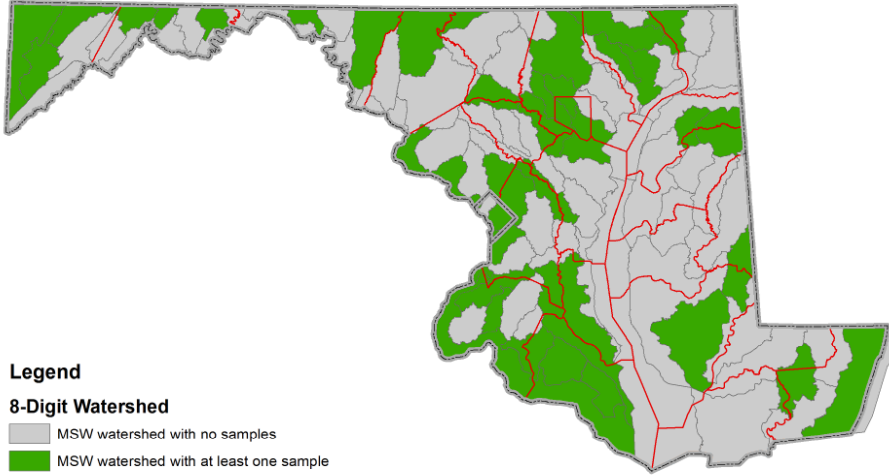 Legend
8-Digit Watershed
MSW watershed with no samples
MSW watershed with at least one sample